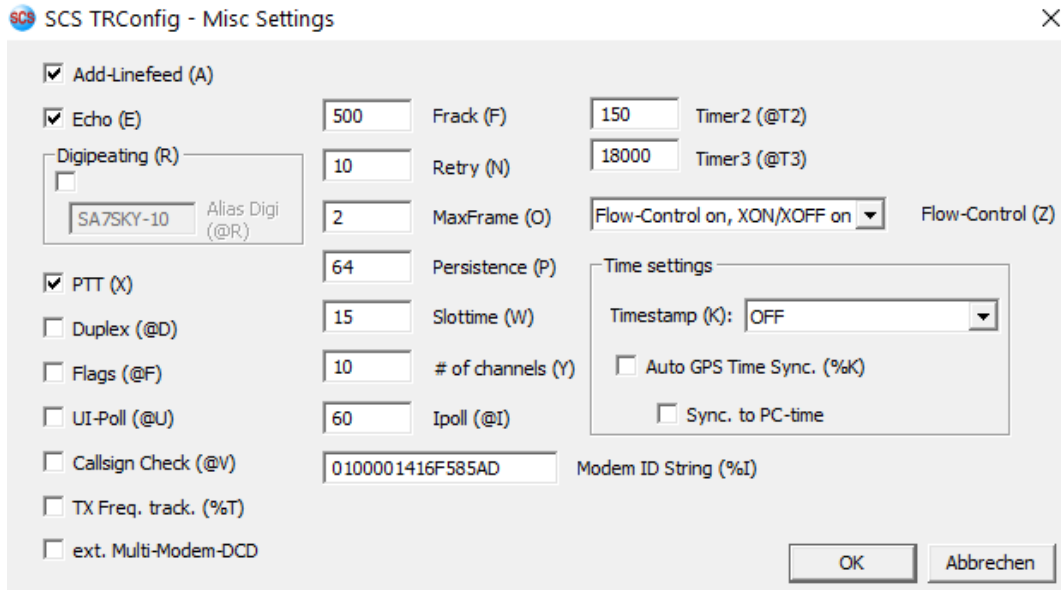 SCS SCS TRConfig - Misc Settings
Add-Linefeed (A)
Echo (E)
Digipeating (R)
SA7SKY-10 Alias Digi
(@R)
PTT (X)
Duplex (@D)
Flags (@F)
UI-Poll (@U)
Callsign Check (@V)
TX Freq. track. (%T)
ext. Multi-Modem-DCD
500 Frack (F)
10 Retry (N)
2 MaxFrame (O)
64 Persistence (P)
15 Slottime (W)
10 # of channels (Y)
60 Ipoll (@I)
0100001416F585AD Modem ID String (%I)
150 Timer2 (@T2)
18000 Timer3 (@T3)
Flow-Control on, XON/XOFF on Flow-Control (Z)
Time settings
Timestamp (K): OFF
Auto GPS Time Sync. (%K)
Sync. to PC-time
OK Abbrechen